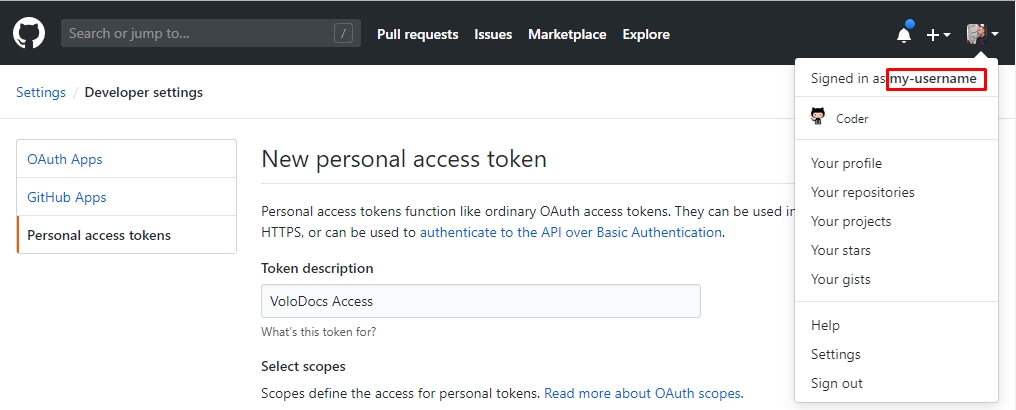 Search or jump to... /
Pull requests Issues Marketplace Explore
Signed in as my-username
Coder
Your profile
Your repositories
Your projects
Your stars
Your gists
Help
Settings
Sign out
Settings / Developer settings
OAuth Apps
GitHub Apps
Personal access tokens
New personal access token
Personal access tokens function like ordinary OAuth access tokens. They can be used in
HTTPS, or can be used to authenticate to the API over Basic Authentication.
Token description
VoloDocs Access
What's this token for?
Select scopes
Scopes define the access for personal tokens. Read more about OAuth scopes.